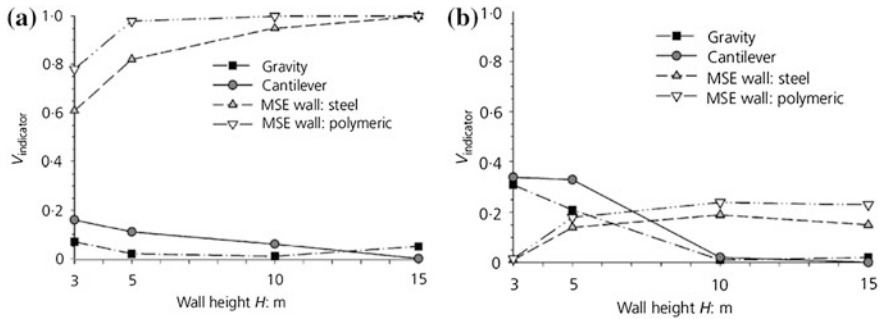 (a)
1·0
0·8
0·6
0·4
0·2
0
V indicator
3 5 10 15
Wall height H: m
Gravity
Cantilever
MSE wall: steel
MSE wall: polymeric
(b)
1·0
0·8
0·6
0·4
0·2
0
V indicator
3 5 10 15
Wall height H: m
Gravity
Cantilever
MSE wall: steel
MSE wall: polymeric